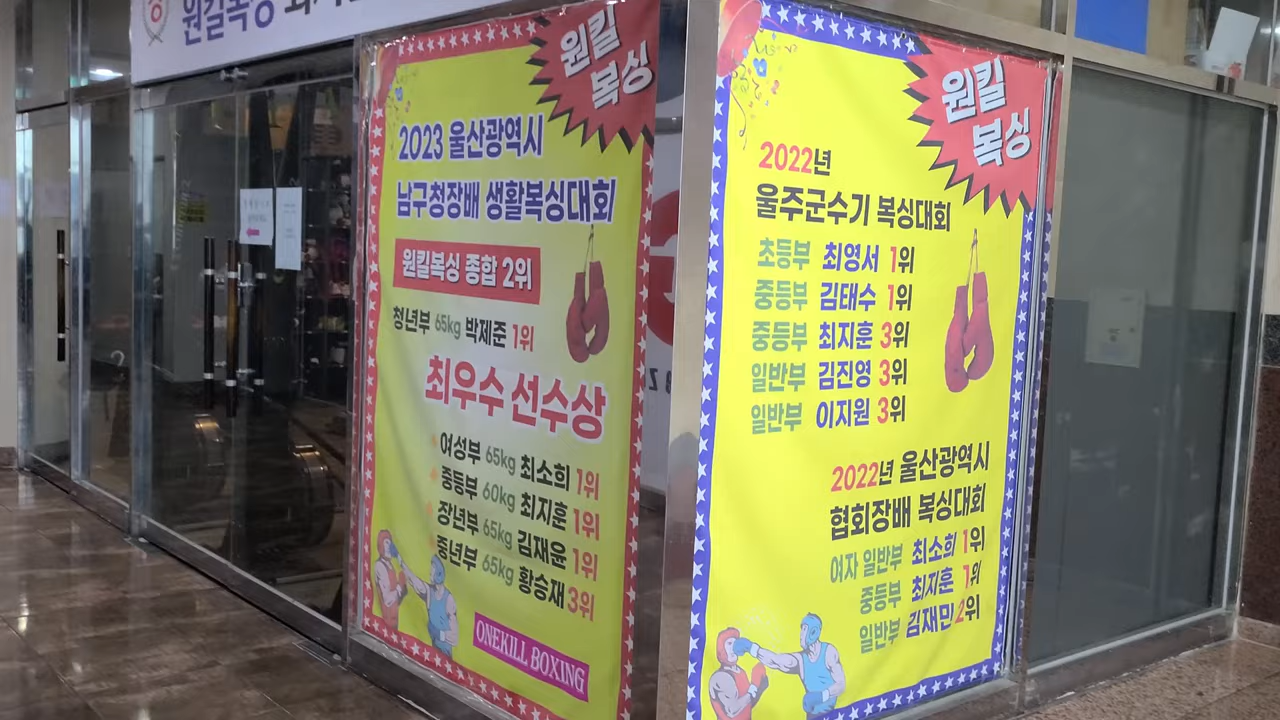 원킬복싱
원킬
복싱
2023 울산광역시
남구청장배 생활복싱대회
원킬복싱 종합 2위
청년부 65kg 박제준 1위
최우수 선수상
여성부 65kg 최소희 1위
중등부 60kg 최지훈 1위
장년부 65kg 김재윤 1위
중년부 65kg 황승재 3위
ONEKILL BOXING
원킬
복싱
2022년
울주군수기 복싱대회
초등부 최영서 1위
중등부 김태수 1위
중등부 최지훈 3위
일반부 김진영 3위
일반부 이지원 3위
2022년 울산광역시
협회장배 복싱대회
여자 일반부 최소희 1위
중등부 최지훈 1위
일반부 김재민 2위